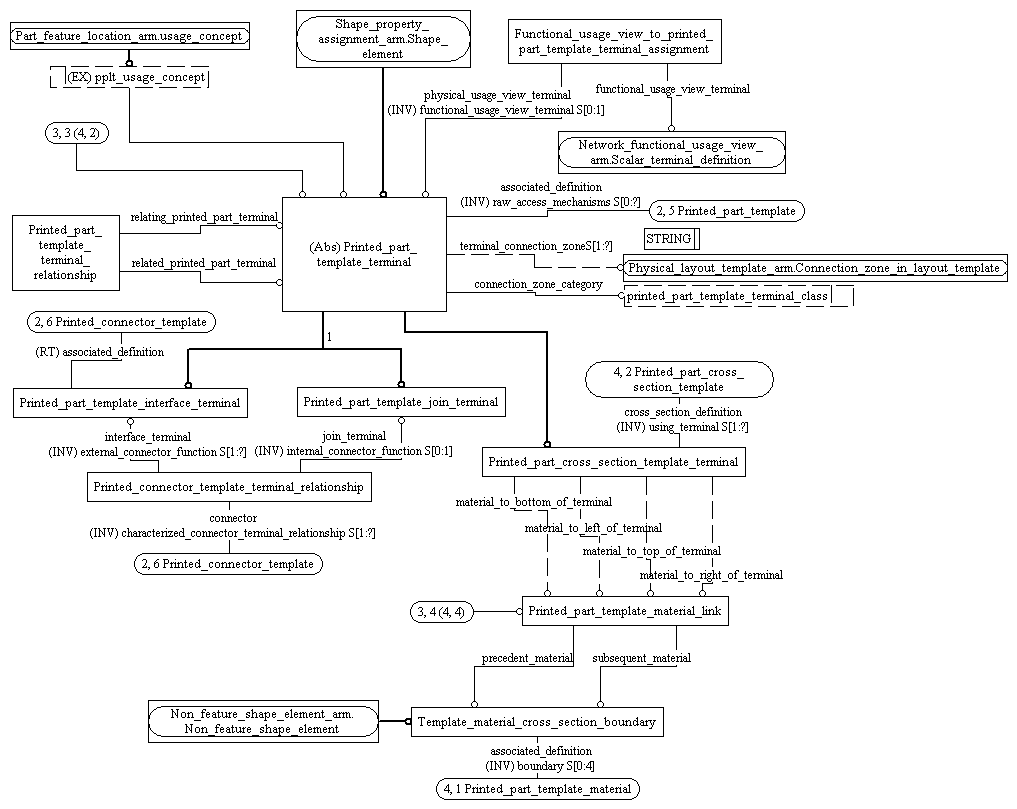 Part_feature_location_arm.usage_concept
(EX) pplt_usage_concept
Shape_property_
assignment_arm.Shape_
element
Functional_usage_view_to_printed_
part_template_terminal_assignment
physical_usage_view_terminal
(INV) functional_usage_view_terminal S[0:1]
functional_usage_view_terminal
3, 3 (4, 2)
Network_functional_usage_view_
arm.Scalar_terminal_definition
associated_definition
(INV) raw_access_mechanisms S[0:?]
2, 5 Printed_part_template
relating_printed_part_terminal
Printed_part_
template_
terminal_
relationship
related_printed_part_terminal
(Abs) Printed_part_
template_terminal
STRING
terminal_connection_zoneS[1:?]
Physical_layout_template_arm.Connection_zone_in_layout_template
connection_zone_category
printed_part_template_terminal_class
2, 6 Printed_connector_template
(RT) associated_definition
1
4, 2 Printed_part_cross_
section_template
Printed_part_template_interface_terminal
Printed_part_template_join_terminal
cross_section_definition
(INV) using_terminal S[1:?]
interface_terminal
(INV) external_connector_function S[1:?]
join_terminal
(INV) internal_connector_function S[0:1]
Printed_part_cross_section_template_terminal
Printed_connector_template_terminal_relationship
material_to_bottom_of_terminal
connector
(INV) characterized_connector_terminal_relationship S[1:?]
material_to_left_of_terminal
material_to_top_of_terminal
2, 6 Printed_connector_template
material_to_right_of_terminal
3, 4 (4, 4)
Printed_part_template_material_link
precedent_material
subsequent_material
Non_feature_shape_element_arm.
Non_feature_shape_element
Template_material_cross_section_boundary
associated_definition
(INV) boundary S[0:4]
4, 1 Printed_part_template_material